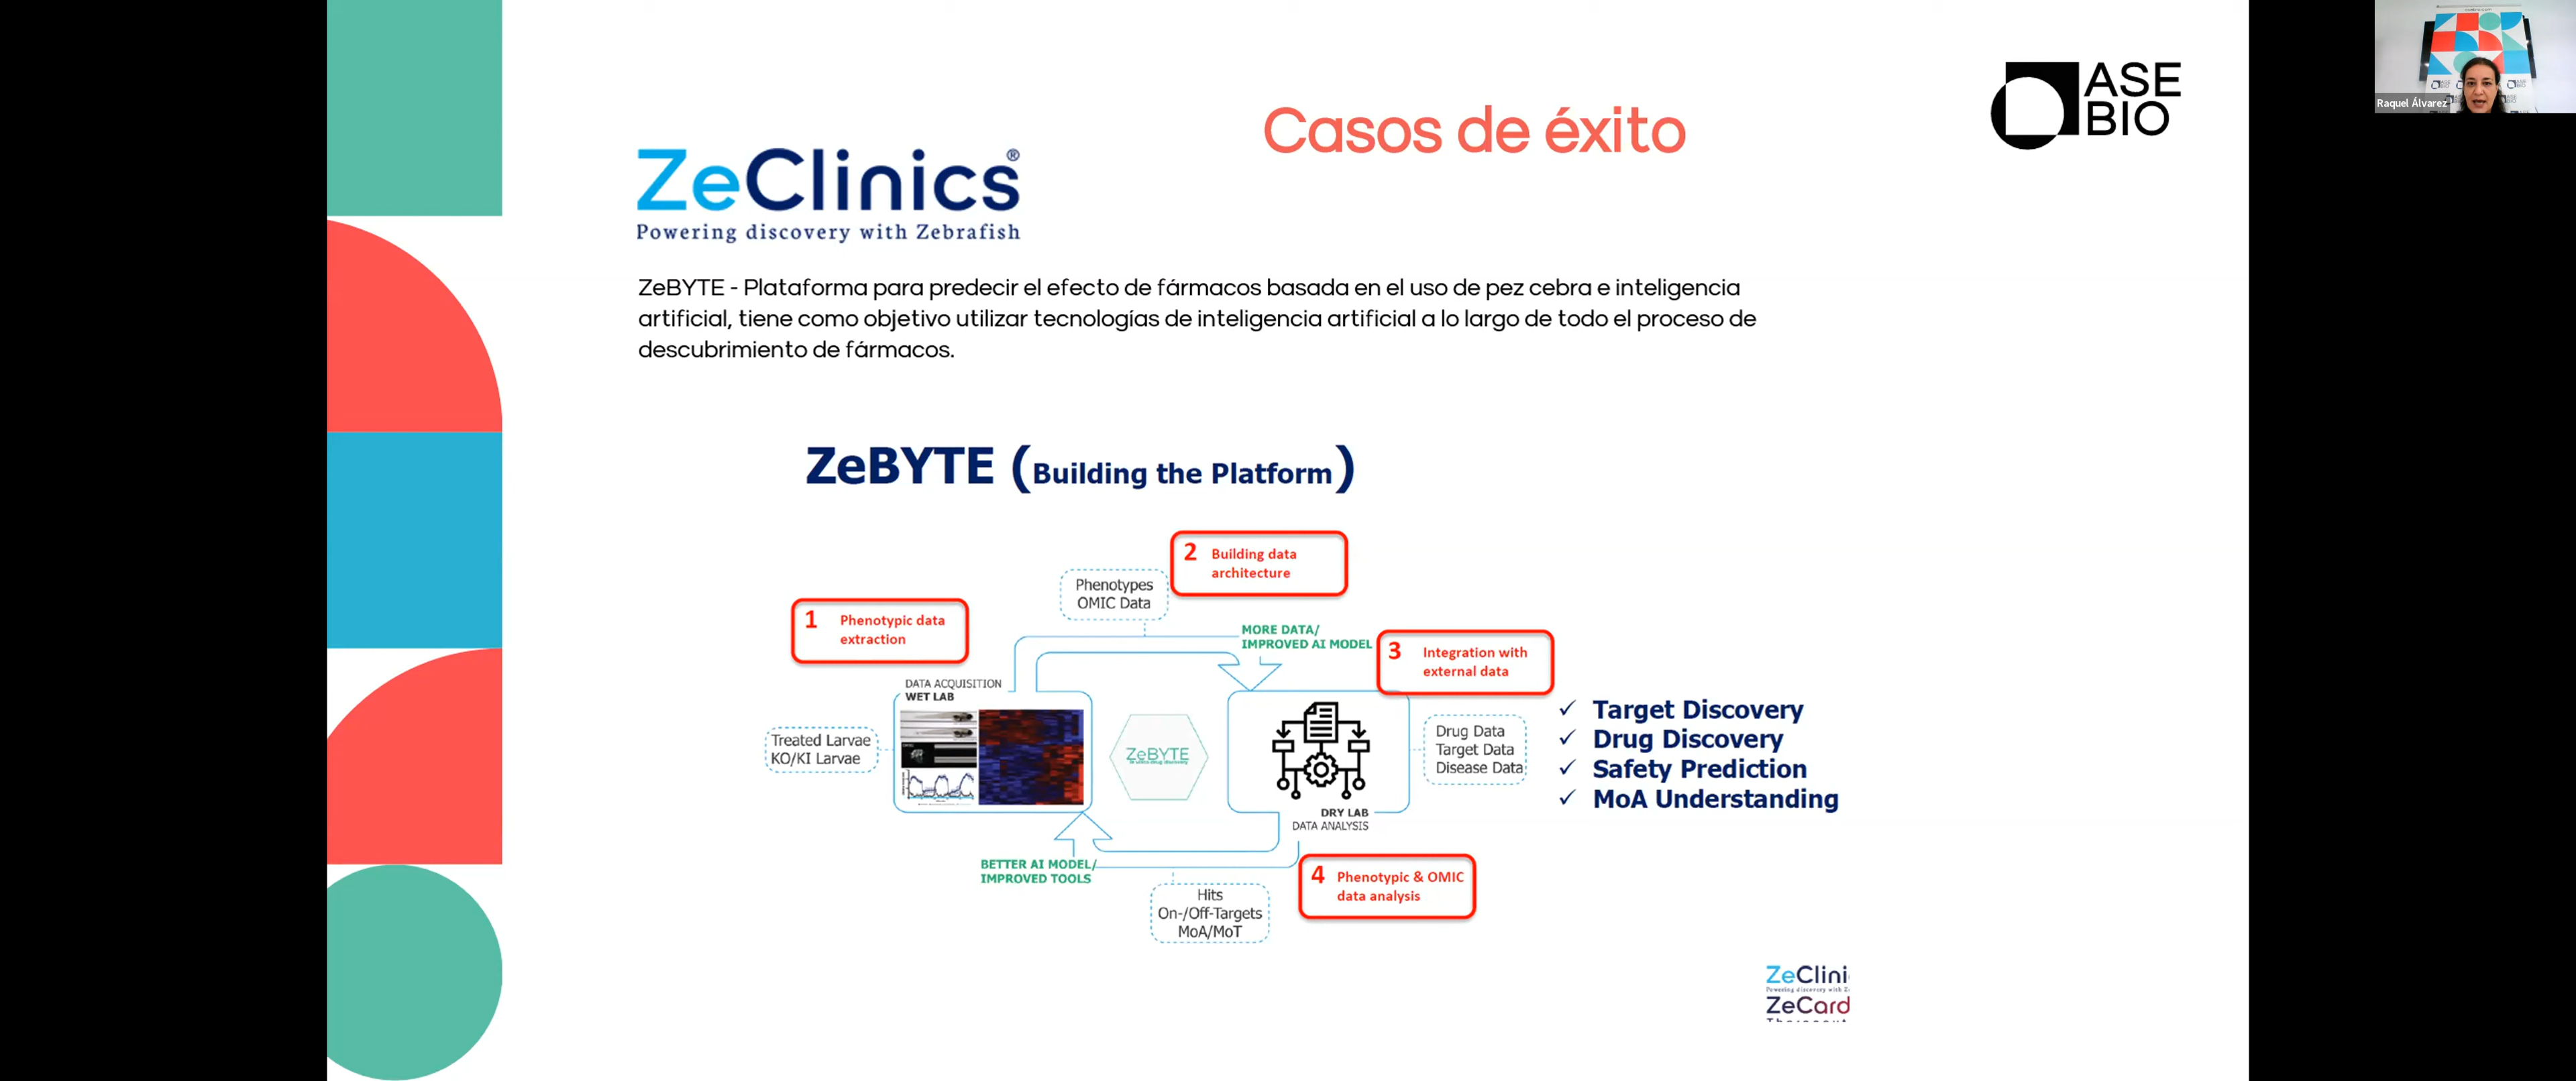 Casos de éxito
ASE
BIO
Raquel Álvarez
ZeClinics®
Powering discovery with Zebrafish
ZeBYTE - Plataforma para predecir el efecto de fármacos basada en el uso de pez cebra e inteligencia
artificial, tiene como objetivo utilizar tecnologías de inteligencia artificial a lo largo de todo el proceso de
descubrimiento de fármacos.
ZeBYTE (Building the Platform)
1 Phenotypic data
extraction
Phenotypes
OMIC Data
2 Building data
architecture
MORE DATA/
IMPROVED AI MODEL
3 Integration with
external data
DATA ACQUISITION
WET LAB
Treated Larvae
KO/KI Larvae
ZeBYTE
Drug Data
Target Data
Disease Data
DRY LAB
DATA ANALYSIS
BETTER AI MODEL/
IMPROVED TOOLS
Hits
On-/Off-Targets
MoA/MoT
4 Phenotypic & OMIC
data analysis
✓ Target Discovery
✓ Drug Discovery
✓ Safety Prediction
✓ MoA Understanding
ZeClini
Powering discovery with Z
ZeCard